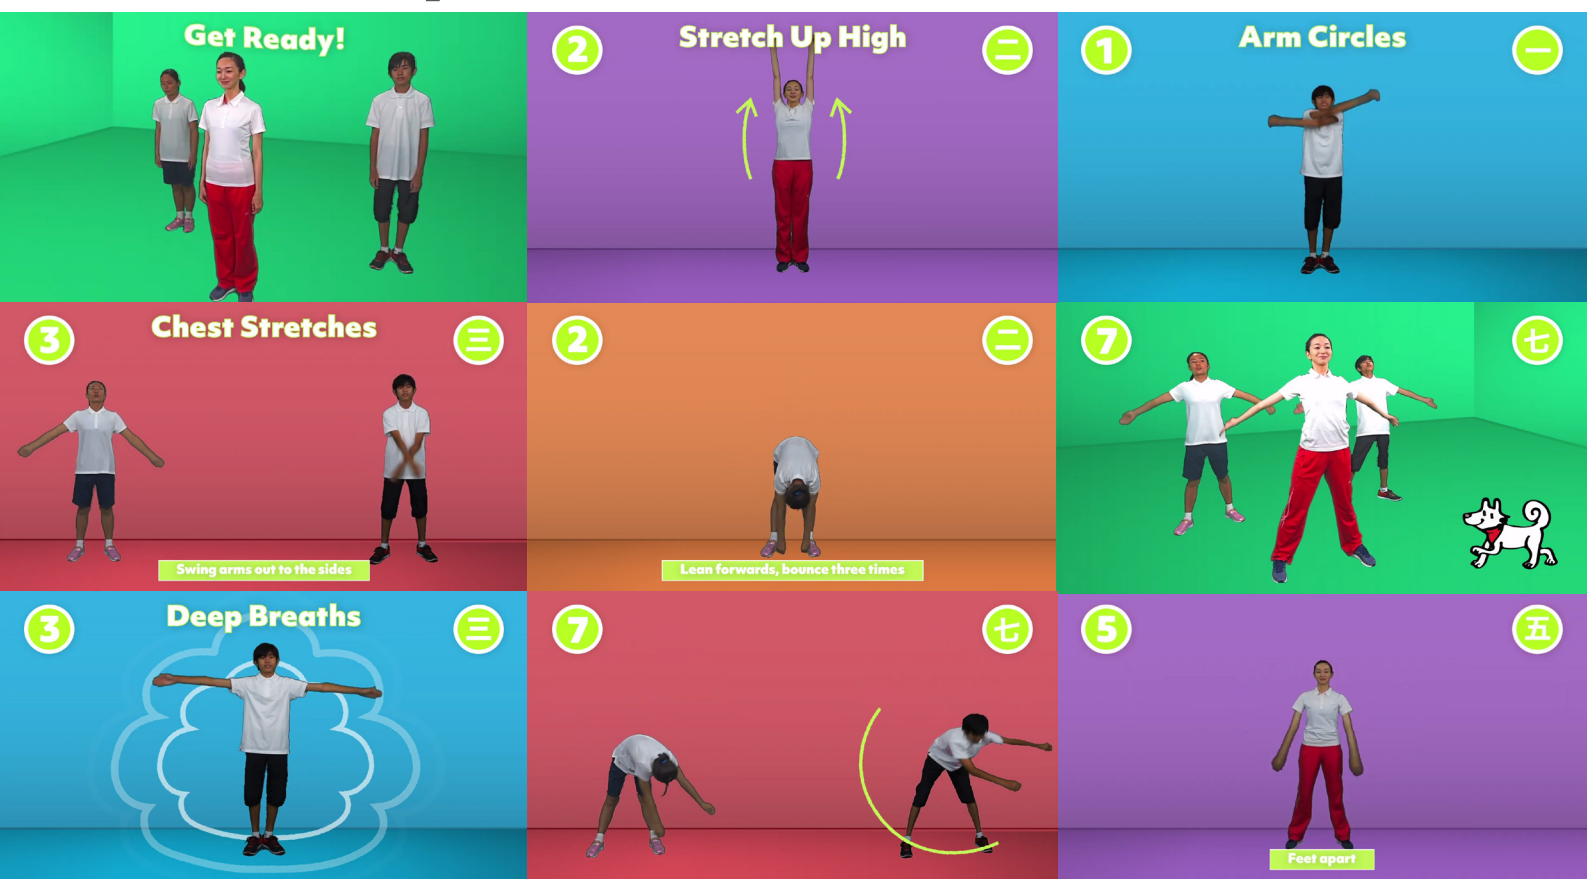 Get Ready!
2 Stretch Up High 二
1 Arm Circles 一
3 Chest Stretches 三
Swing arms out to the sides
2 二
Lean forwards, bounce three times
7 七
3 Deep Breaths 三
7 七
5 五
Feet apart